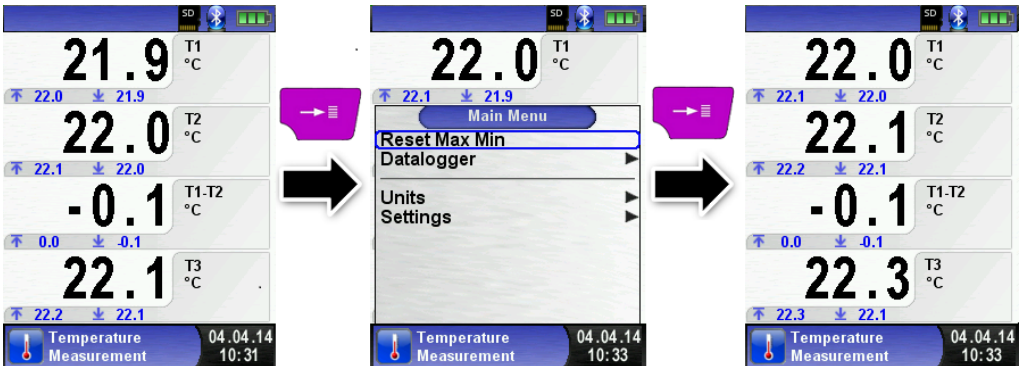 SD
21.9 T1
°C
22.0 21.9
22.0 T2
°C
22.1 22.0
-0.1 T1-T2
°C
0.0 -0.1
22.1 T3
°C
22.2 22.1
Temperature
Measurement
04.04.14
10:31
SD
22.0 T1
°C
22.1 21.9
Main Menu
Reset Max Min
Datalogger
Units
Settings
Temperature
Measurement
04.04.14
10:33
SD
22.0 T1
°C
22.1 22.0
22.1 T2
°C
22.2 22.1
-0.1 T1-T2
°C
0.0 -0.1
22.3 T3
°C
22.3 22.1
Temperature
Measurement
04.04.14
10:33